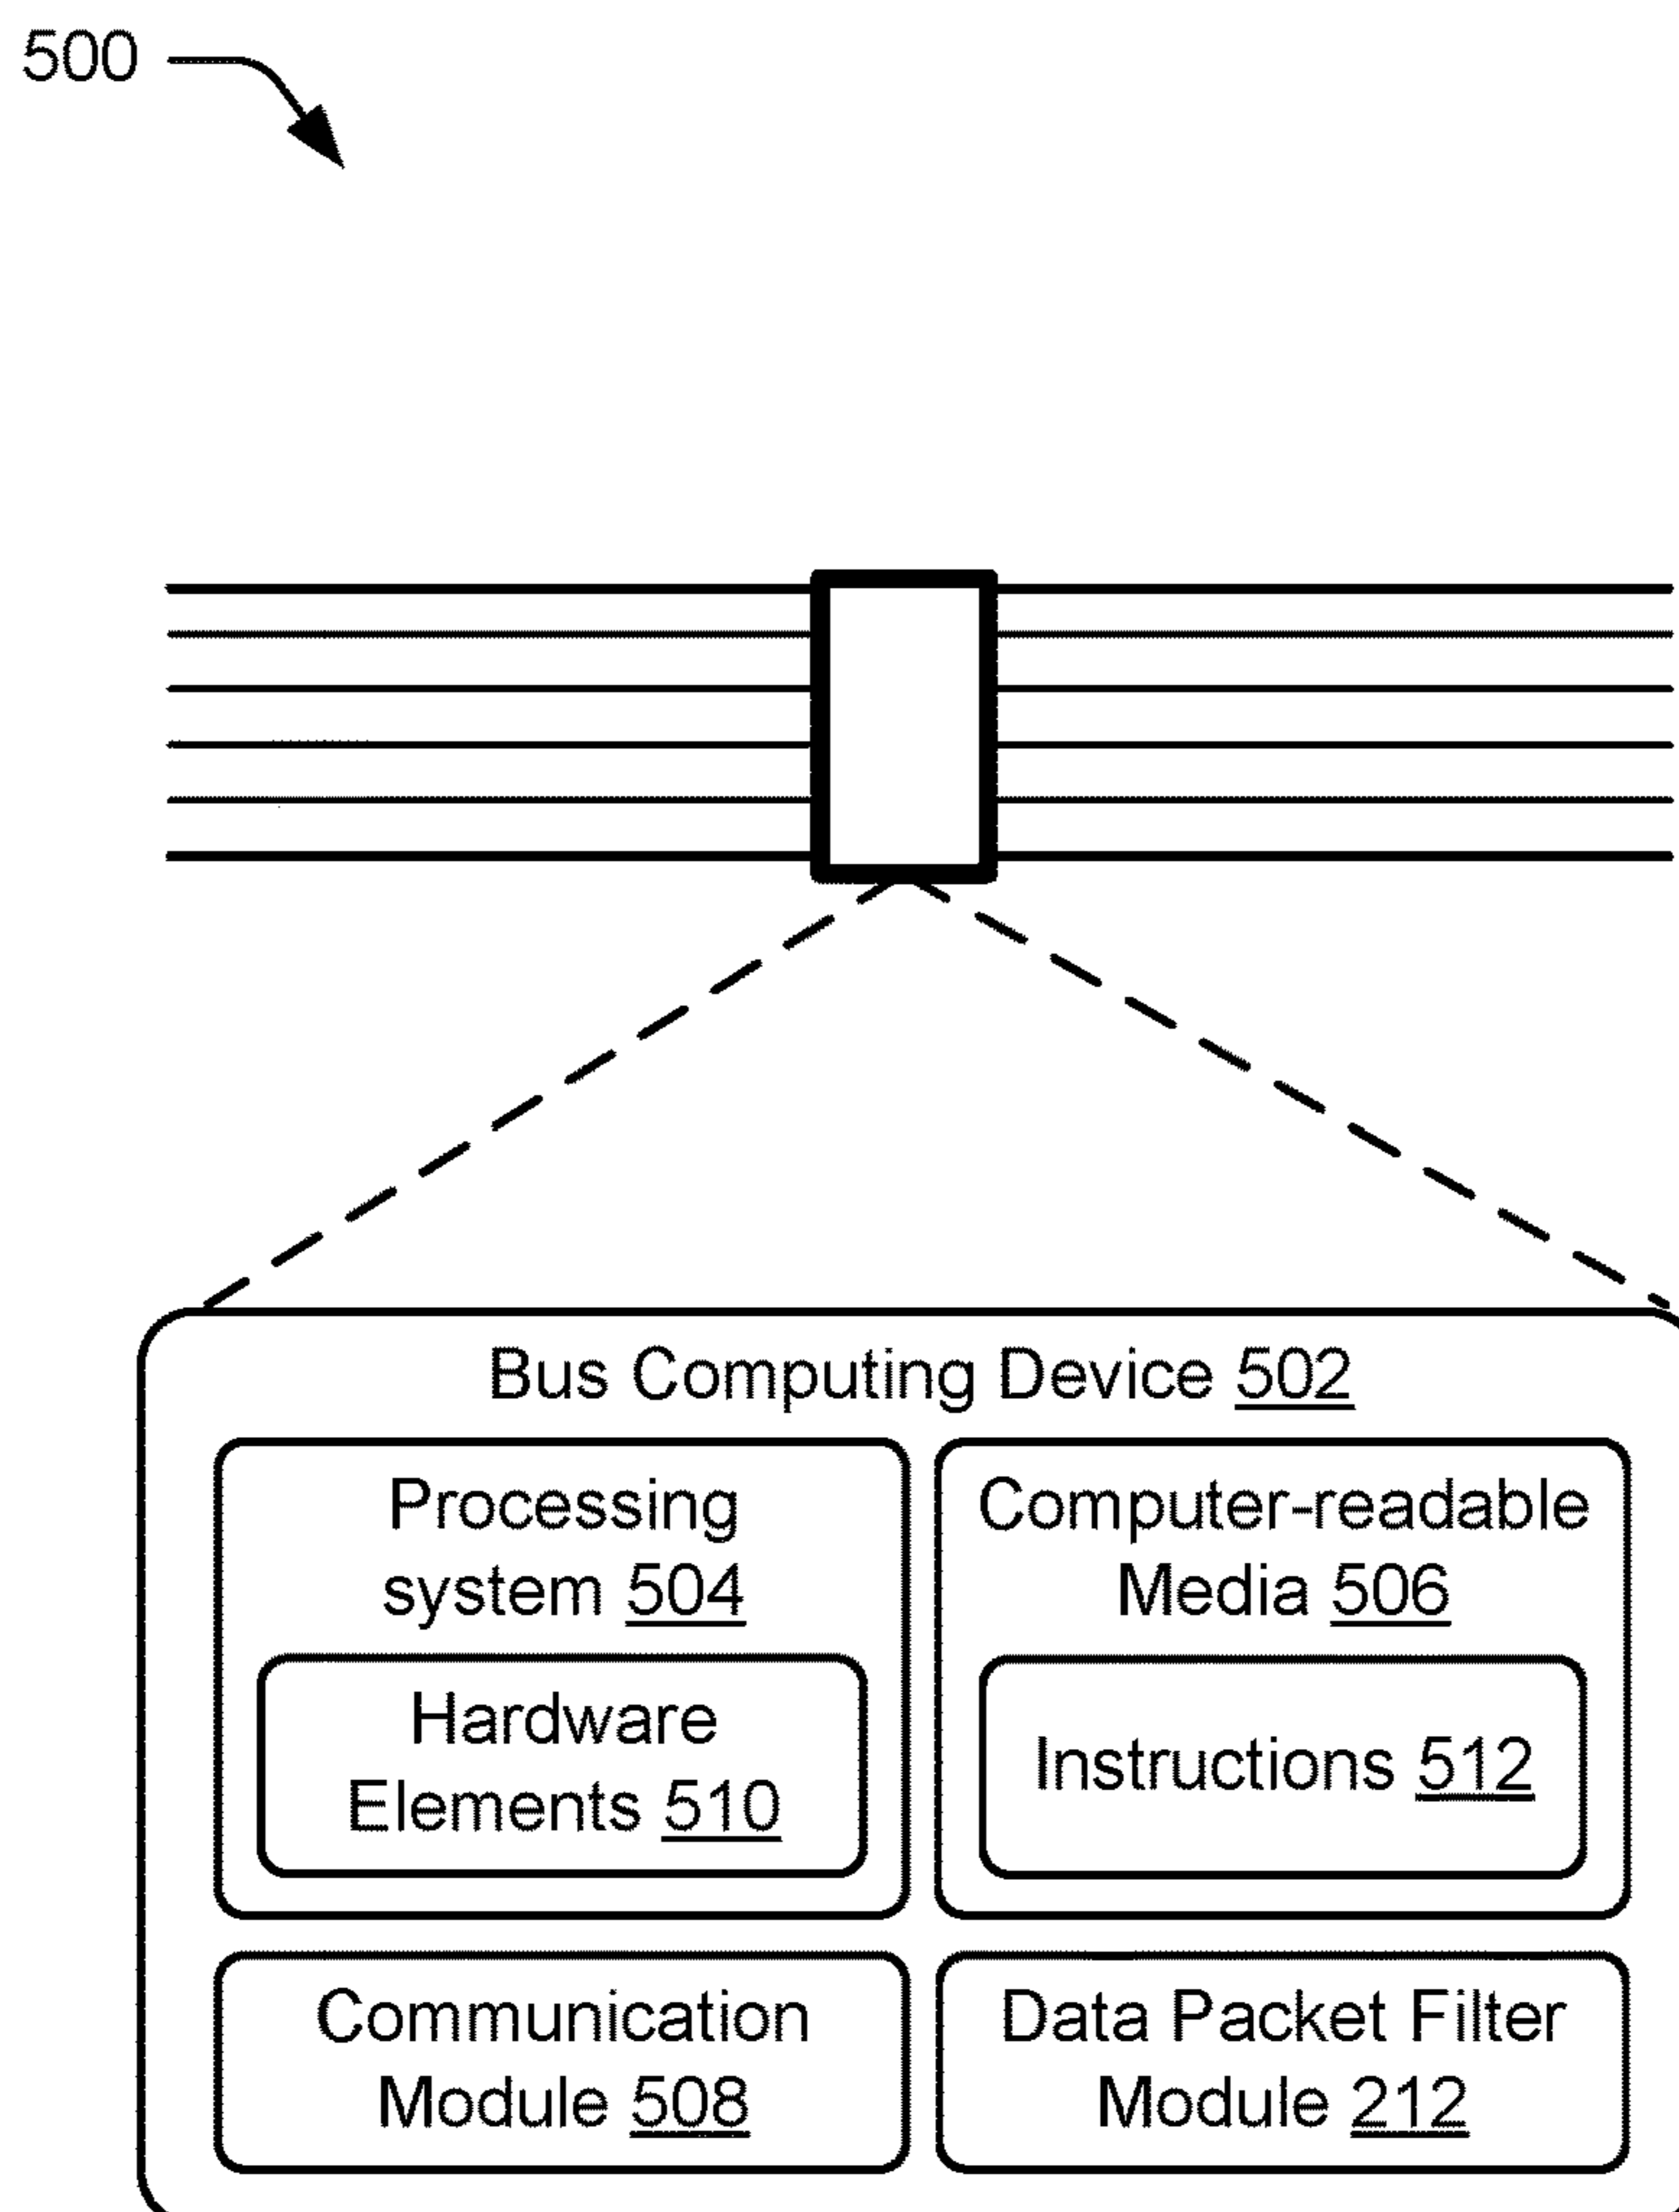 500
Bus Computing Device 502
Processing
system 504
Computer-readable
Media 506
Hardware
Elements 510
Instructions 512
Communication
Module 508
Data Packet Filter
Module 212